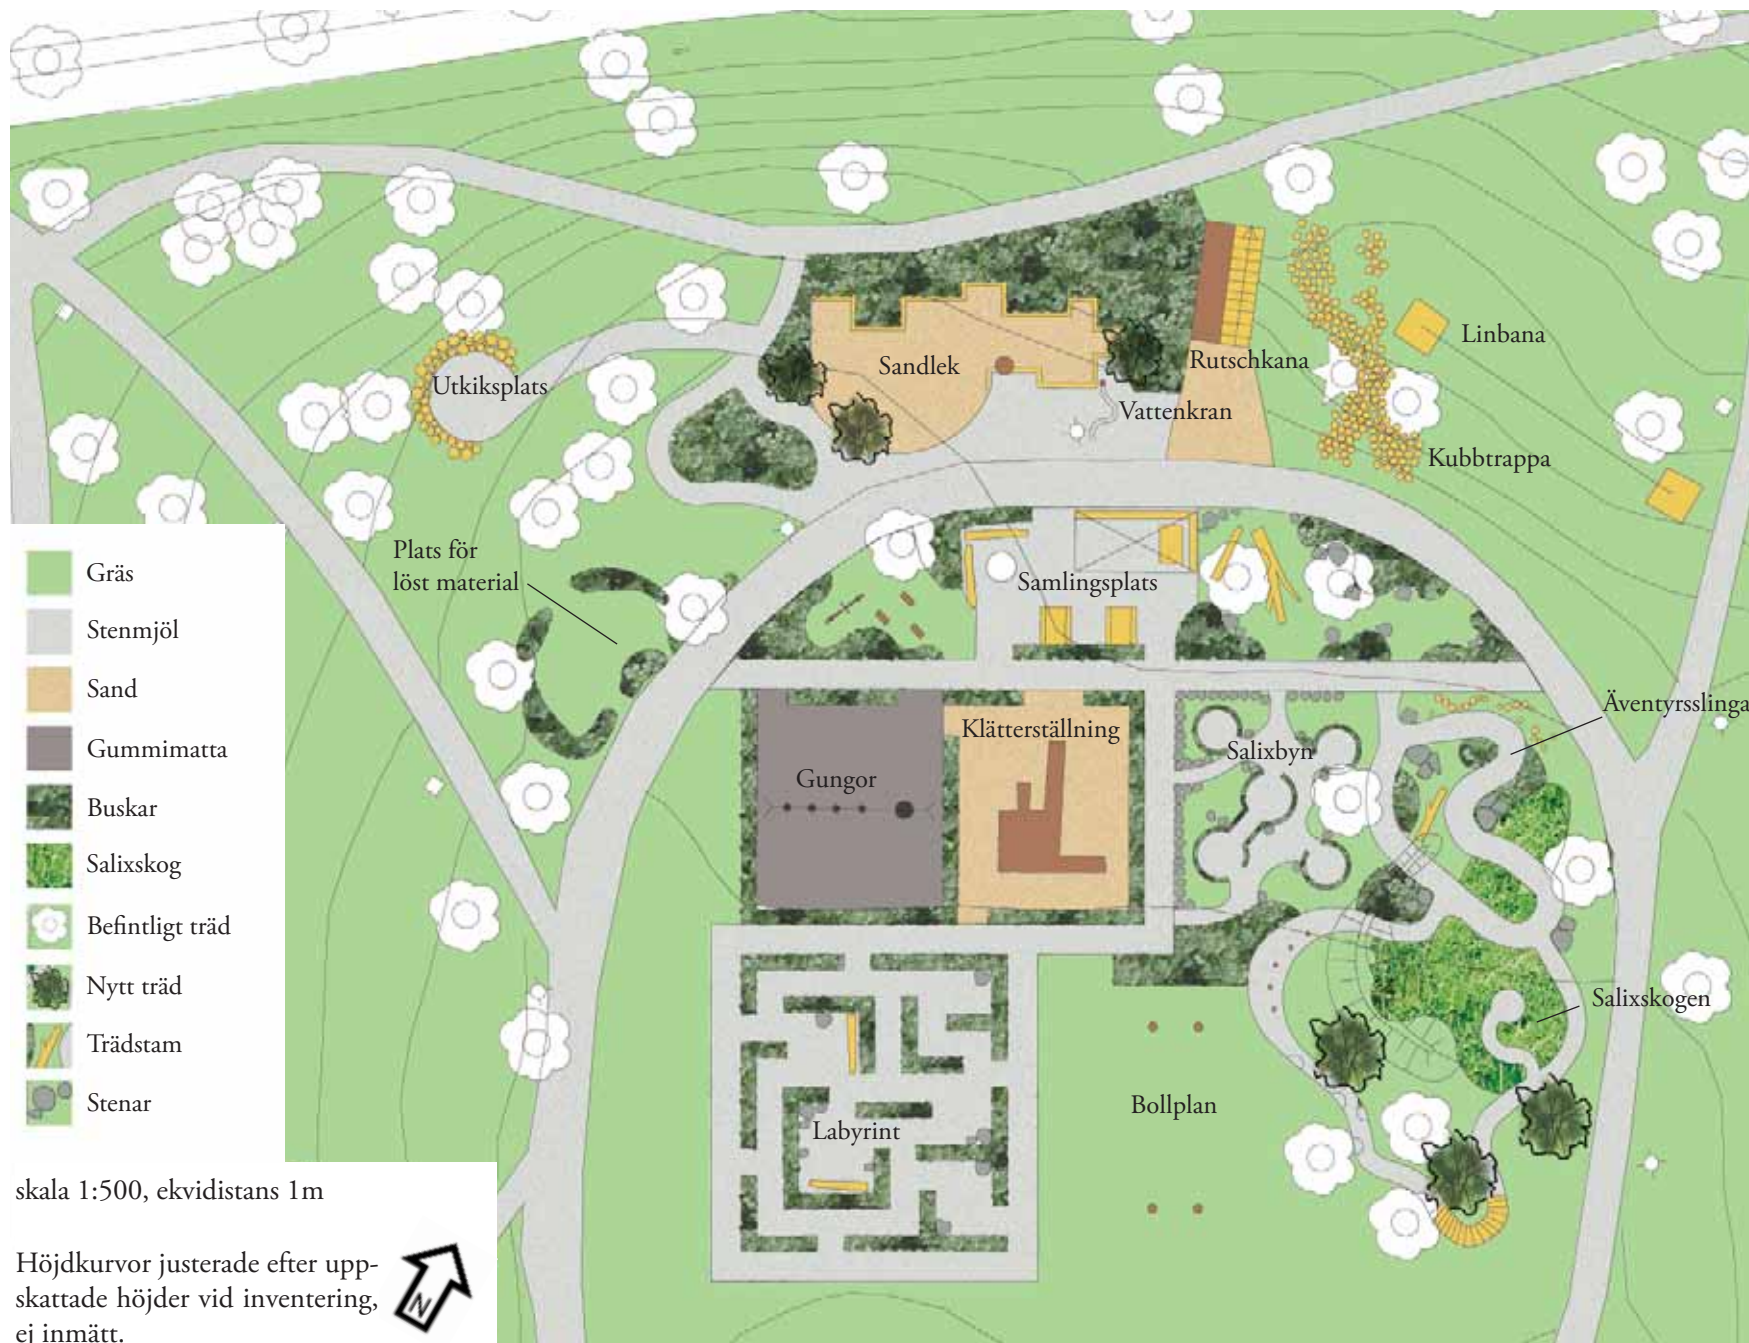 Linbana
Rutschkana
Sandlek
Utkiksplats
Vattenkran
Kubbtrappa
Plats för
löst material
Samlingsplats
Äventyrsslinga
Klätterställning
Salixbyn
Gungor
Salixskogen
Bollplan
Labyrint
Gräs
Stenmjöl
Sand
Gummimatta
Buskar
Salixskog
Befintligt träd
Nytt träd
Trädstam
Stenar
skala 1:500, ekvidistans 1m
Höjdkurvor justerade efter upp-
skattade höjder vid inventering,
ej inmätt.
N